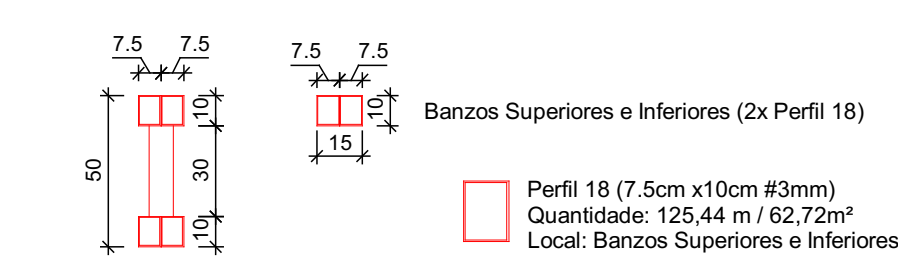 7.5 7.5
7.5 7.5
10
10
Banzos Superiores e Inferiores (2x Perfil 18)
15
50
30
Perfil 18 (7.5cm x10cm #3mm)
Quantidade: 125,44 m / 62,72m²
10
Local: Banzos Superiores e Inferiores